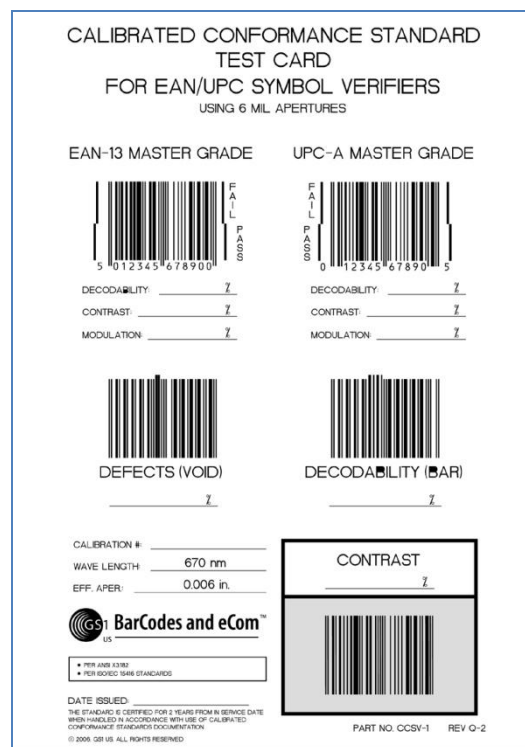 CALIBRATED CONFORMANCE STANDARD
TEST CARD
FOR EAN/UPC SYMBOL VERIFIERS
USING 6 MIL APERTURES
EAN-13 MASTER GRADE
FAIL
PASS
5 012345 678900
DECODABILITY: %
CONTRAST: %
MODULATION: %
UPC-A MASTER GRADE
FAIL
PASS
0 12345 67890 5
DECODABILITY: %
CONTRAST: %
MODULATION: %
DEFECTS (VOID)
%
DECODABILITY (BAR)
%
CALIBRATION #:
WAVE LENGTH: 670 nm
EFF. APER.: 0.006 in.
GS1 US BarCodes and eCom™
• PER ANSI X3.182
• PER ISO/IEC 15416 STANDARDS
DATE ISSUED:
THE STANDARD IS CERTIFIED FOR 2 YEARS FROM IN SERVICE DATE
WHEN HANDLED IN ACCORDANCE WITH USE OF CALIBRATED
CONFORMANCE STANDARDS DOCUMENTATION.
© 2006, GS1 US. ALL RIGHTS RESERVED
CONTRAST
%
PART NO. CCSV-1 REV Q-2